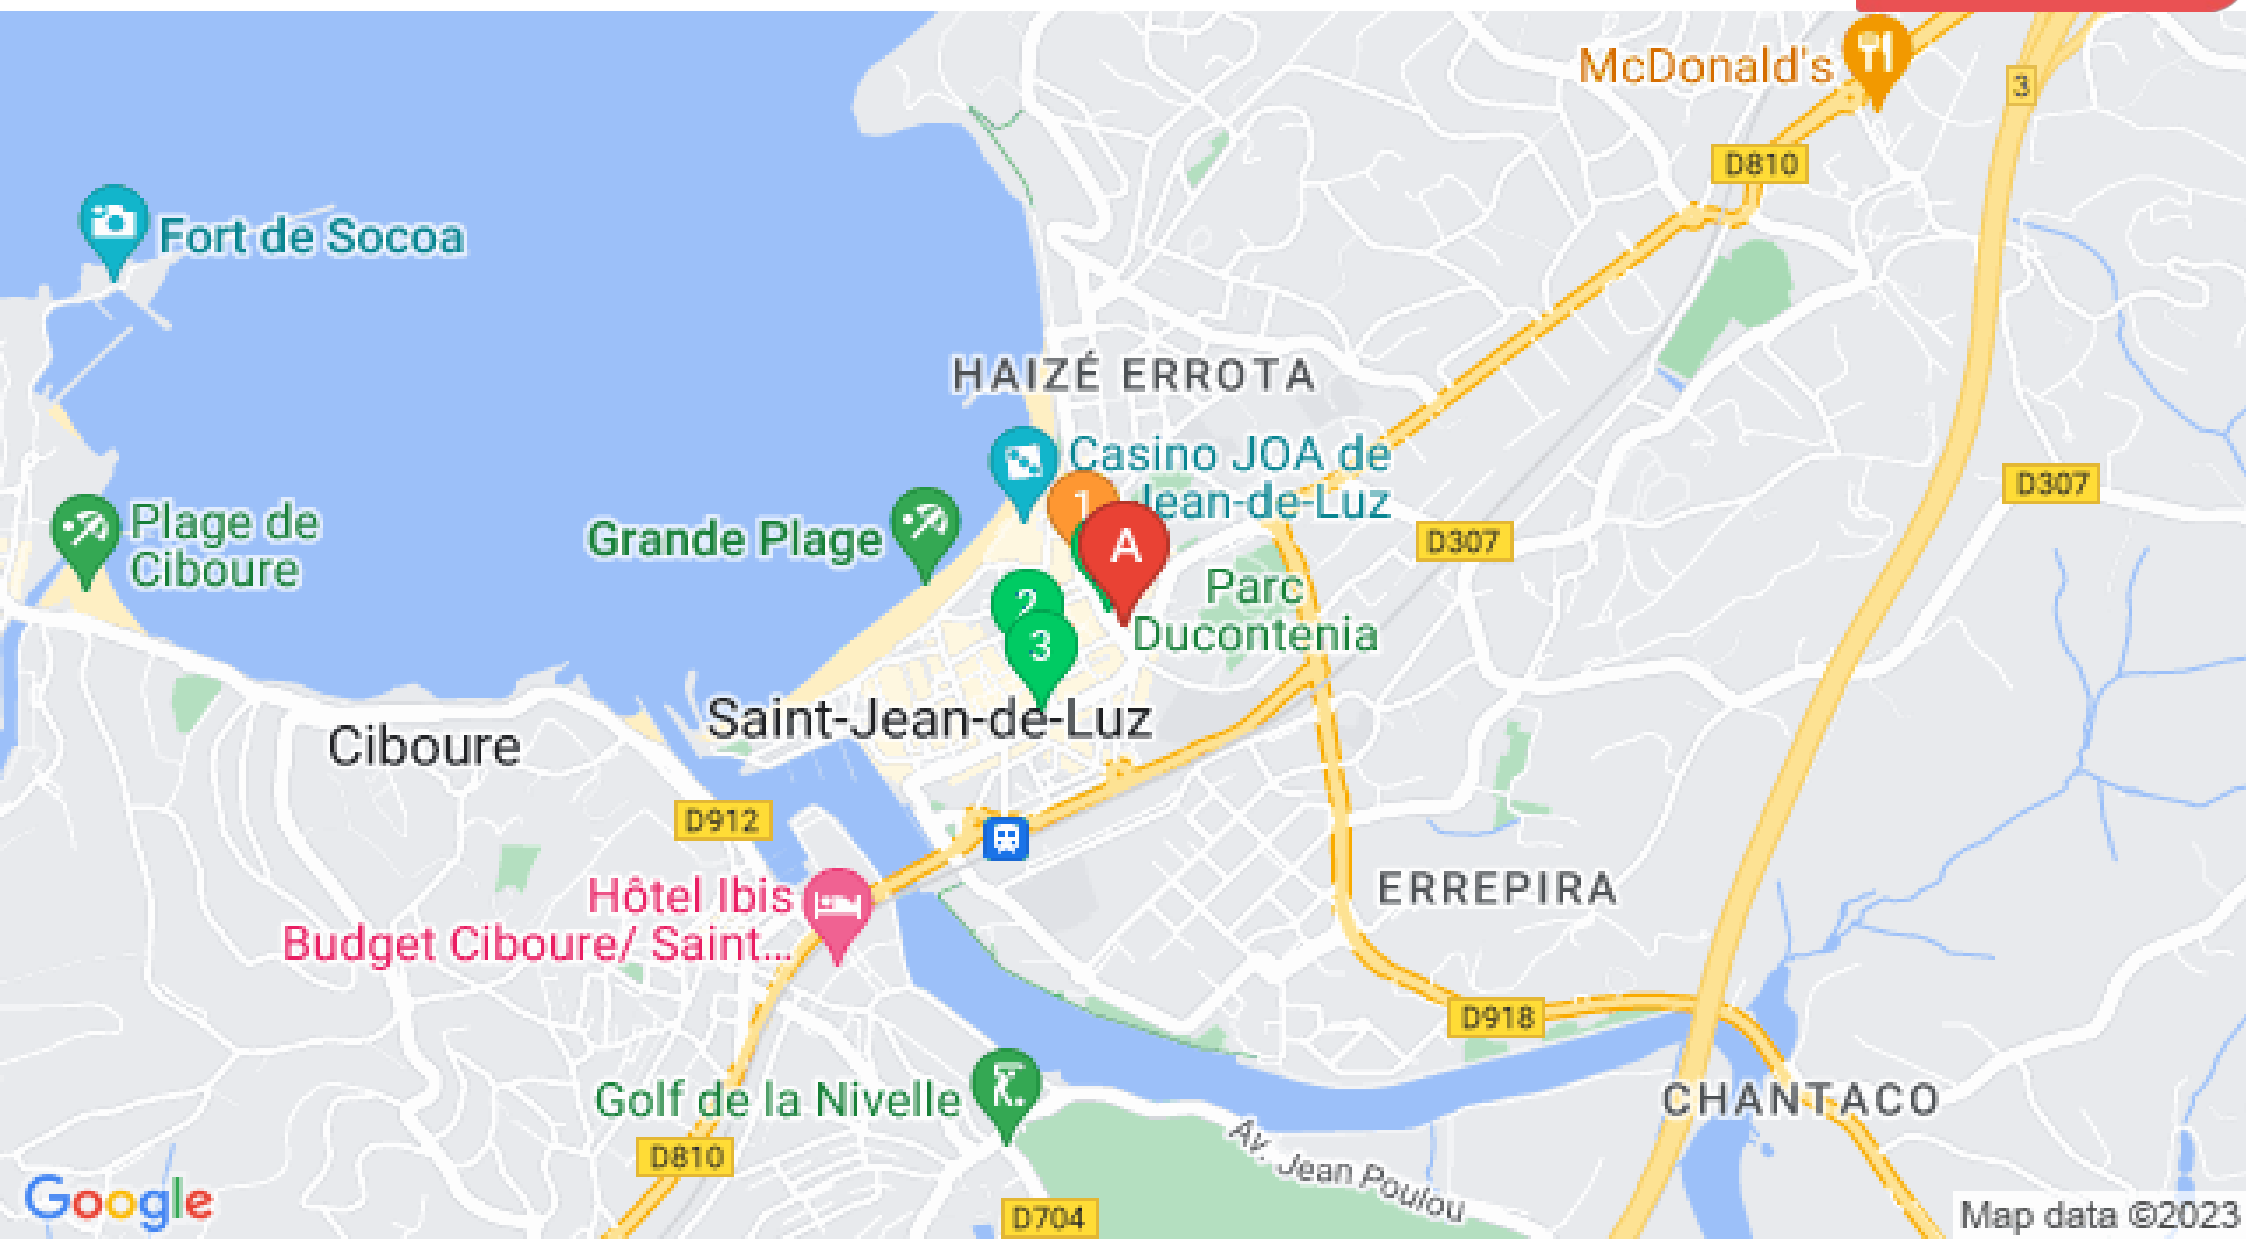 McDonald's
3
D810
Fort de Socoa
HAIZÉ ERROTA
Casino JOA de
Jean-de-Luz
1
A
D307
Plage de
Ciboure
Grande Plage
D307
Parc
Ducontenia
2
3
Saint-Jean-de-Luz
Ciboure
D912
Hôtel Ibis
Budget Ciboure/ Saint...
ERREPIRA
D918
Golf de la Nivelle
CHANTACO
Av. Jean Poulou
D810
D704
Google
Map data ©2023